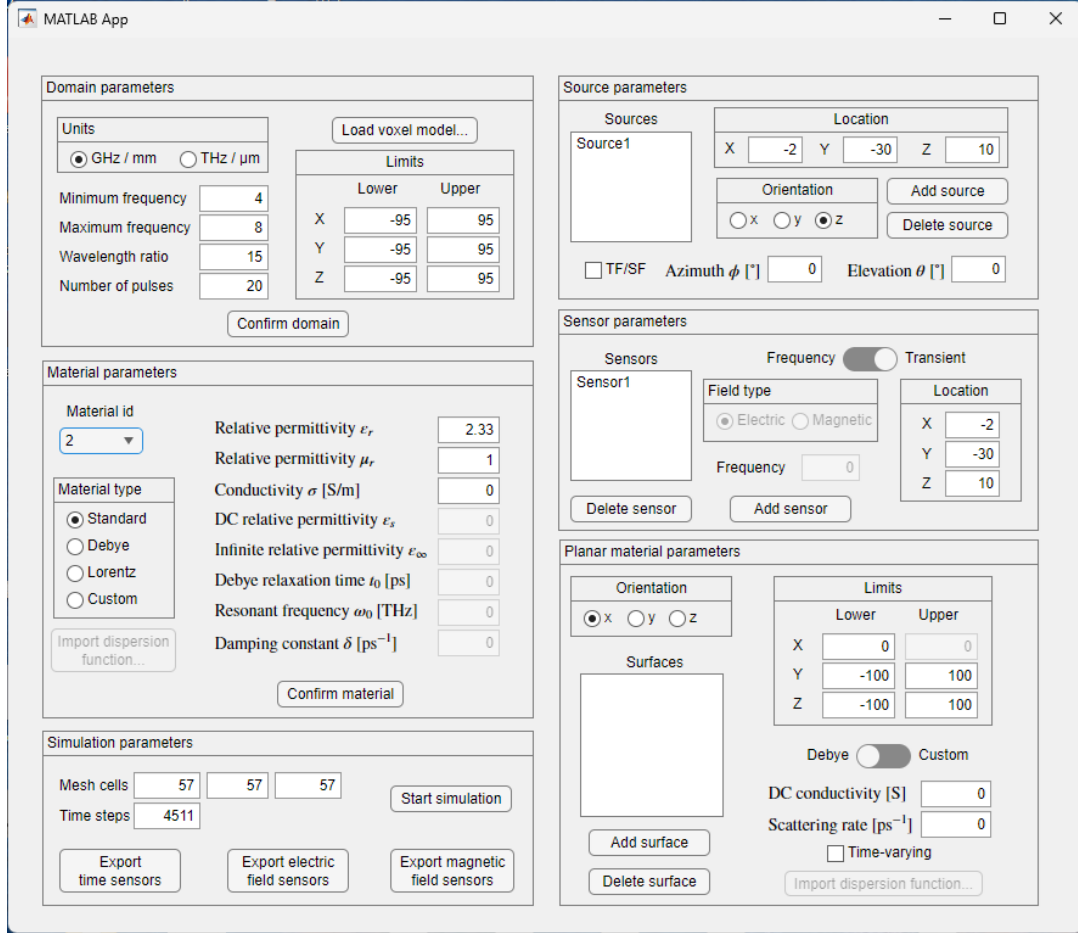 MATLAB App
Domain parameters
Units
GHz / mm THz / μm
Minimum frequency 4
Maximum frequency 8
Wavelength ratio 15
Number of pulses 20
Load voxel model...
Limits
Lower Upper
X -95 95
Y -95 95
Z -95 95
Confirm domain
Material parameters
Material id
2
Material type
Standard
Debye
Lorentz
Custom
Import dispersion
function...
Relative permittivity εr 2.33
Relative permittivity μr 1
Conductivity σ [S/m] 0
DC relative permittivity εs 0
Infinite relative permittivity ε∞ 0
Debye relaxation time t0 [ps] 0
Resonant frequency ω0 [THz] 0
Damping constant δ [ps−1] 0
Confirm material
Simulation parameters
Mesh cells 57 57 57
Time steps 4511
Start simulation
Export
time sensors
Export electric
field sensors
Export magnetic
field sensors
Source parameters
Sources
Source1
Location
X -2 Y -30 Z 10
Orientation
x y z
Add source
Delete source
TF/SF Azimuth ϕ [°] 0 Elevation θ [°] 0
Sensor parameters
Sensors
Sensor1
Delete sensor
Frequency Transient
Field type
Electric Magnetic
Frequency 0
Add sensor
Location
X -2
Y -30
Z 10
Planar material parameters
Orientation
x y z
Surfaces
Add surface
Delete surface
Limits
Lower Upper
X 0 0
Y -100 100
Z -100 100
Debye Custom
DC conductivity [S] 0
Scattering rate [ps−1] 0
Time-varying
Import dispersion function...